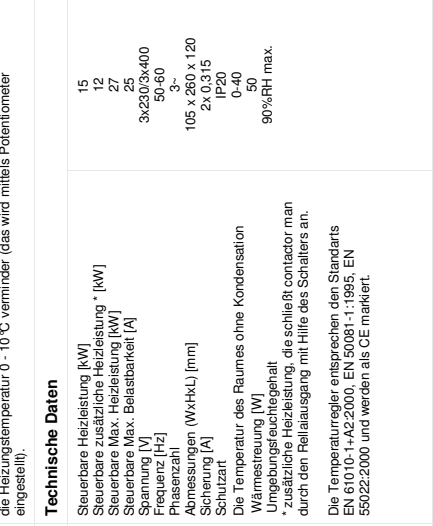 die Heizungstemperatur 0 - 10°C verminder (das wird mittels Potentiometer
eingestellt).
Technische Daten
Steuerbare Heizleistung [kW] 15
Steuerbare zusätzliche Heizleistung * [kW] 12
Steuerbare Max. Heizleistung [kW] 27
Steuerbare Max. Belastbarkeit [A] 25
Spannung [V] 3x230/3x400
Frequenz [Hz] 50-60
Phasenzahl 3~
Abmessungen (WxHxL) [mm] 105 x 260 x 120
Sicherung [A] 2x 0,315
Schutzart IP20
Die Temperatur des Raumes ohne Kondensation 0-40
Wärmestreuung [W] 50
Umgebungsfeuchtegehalt 90%RH max.
* zusätzliche Heizleistung, die schließt contactor man
durch den Rellaiausgang mit Hilfe des Schalters an.
Die Temperaturregler entsprechen den Standarts
EN 61010-1+A2:2000, EN 50081-1:1995, EN
55022:2000 und werden als CE markiert.